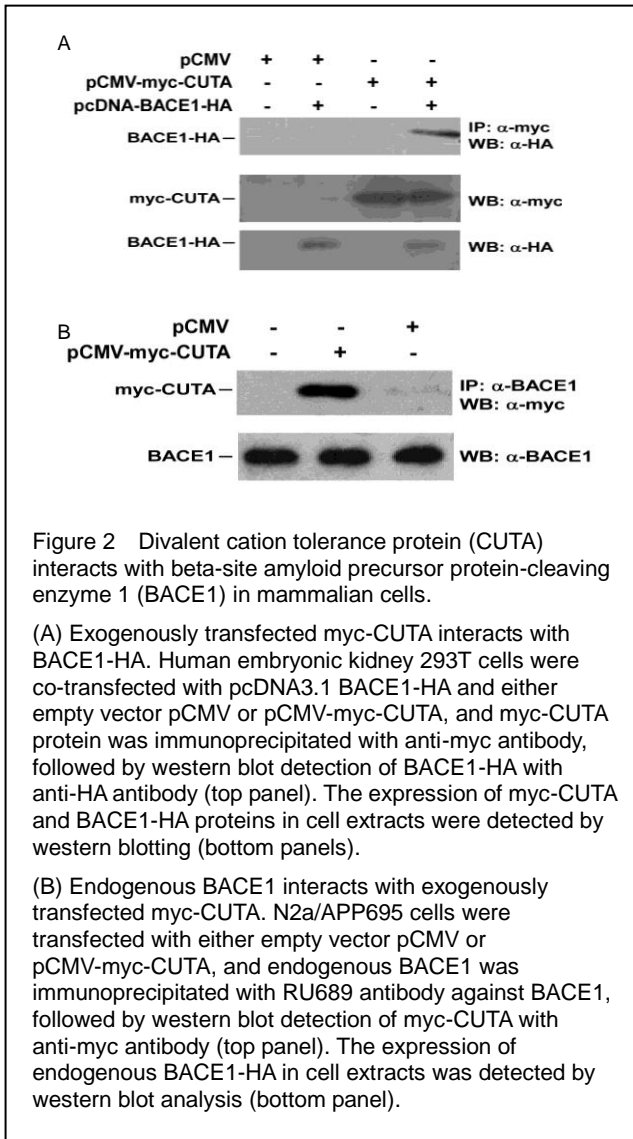 A
pCMV + + - -
pCMV-myc-CUTA - - + +
pcDNA-BACE1-HA - + - +
BACE1-HA– IP: α-myc
WB: α-HA
myc-CUTA– WB: α-myc
BACE1-HA– WB: α-HA
B
pCMV - - +
pCMV-myc-CUTA - + -
myc-CUTA– IP: α-BACE1
WB: α-myc
BACE1– WB: α-BACE1
Figure 2 Divalent cation tolerance protein (CUTA)
interacts with beta-site amyloid precursor protein-cleaving
enzyme 1 (BACE1) in mammalian cells.
(A) Exogenously transfected myc-CUTA interacts with
BACE1-HA. Human embryonic kidney 293T cells were
co-transfected with pcDNA3.1 BACE1-HA and either
empty vector pCMV or pCMV-myc-CUTA, and myc-CUTA
protein was immunoprecipitated with anti-myc antibody,
followed by western blot detection of BACE1-HA with
anti-HA antibody (top panel). The expression of myc-CUTA
and BACE1-HA proteins in cell extracts were detected by
western blotting (bottom panels).
(B) Endogenous BACE1 interacts with exogenously
transfected myc-CUTA. N2a/APP695 cells were
transfected with either empty vector pCMV or
pCMV-myc-CUTA, and endogenous BACE1 was
immunoprecipitated with RU689 antibody against BACE1,
followed by western blot detection of myc-CUTA with
anti-myc antibody (top panel). The expression of
endogenous BACE1-HA in cell extracts was detected by
western blot analysis (bottom panel).